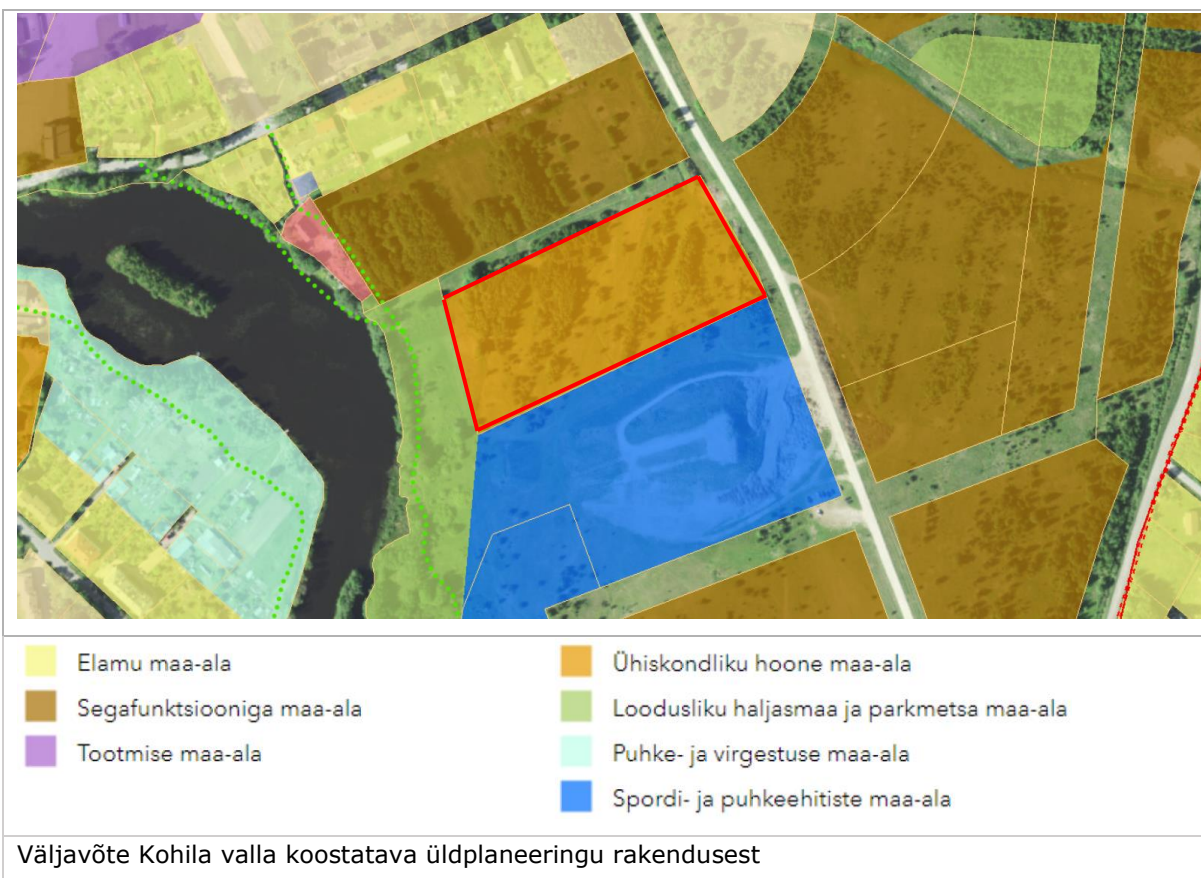 Elamu maa-ala
Segafunktsiooniga maa-ala
Tootmise maa-ala
Ühiskondliku hoone maa-ala
Loodusliku haljasmaa ja parkmetsa maa-ala
Puhke- ja virgestuse maa-ala
Spordi- ja puhkeehitiste maa-ala
Väljavõte Kohila valla koostatava üldplaneeringu rakendusest